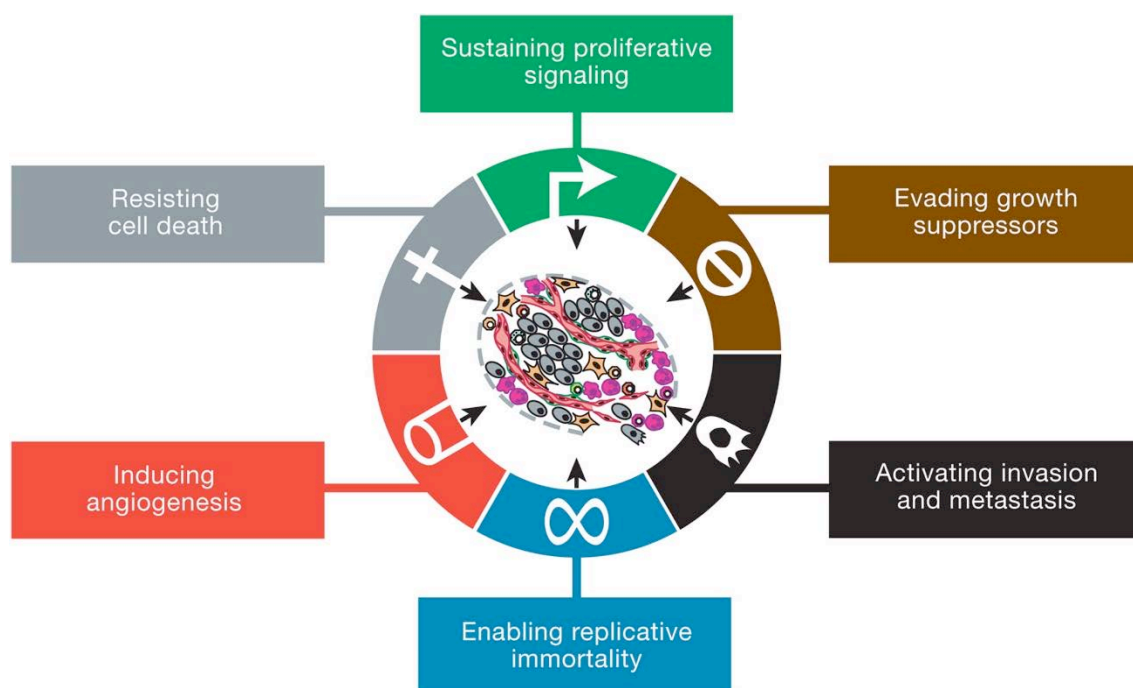 Sustaining proliferative
signaling
Resisting
cell death
Evading growth
suppressors
Inducing
angiogenesis
Activating invasion
and metastasis
Enabling replicative
immortality